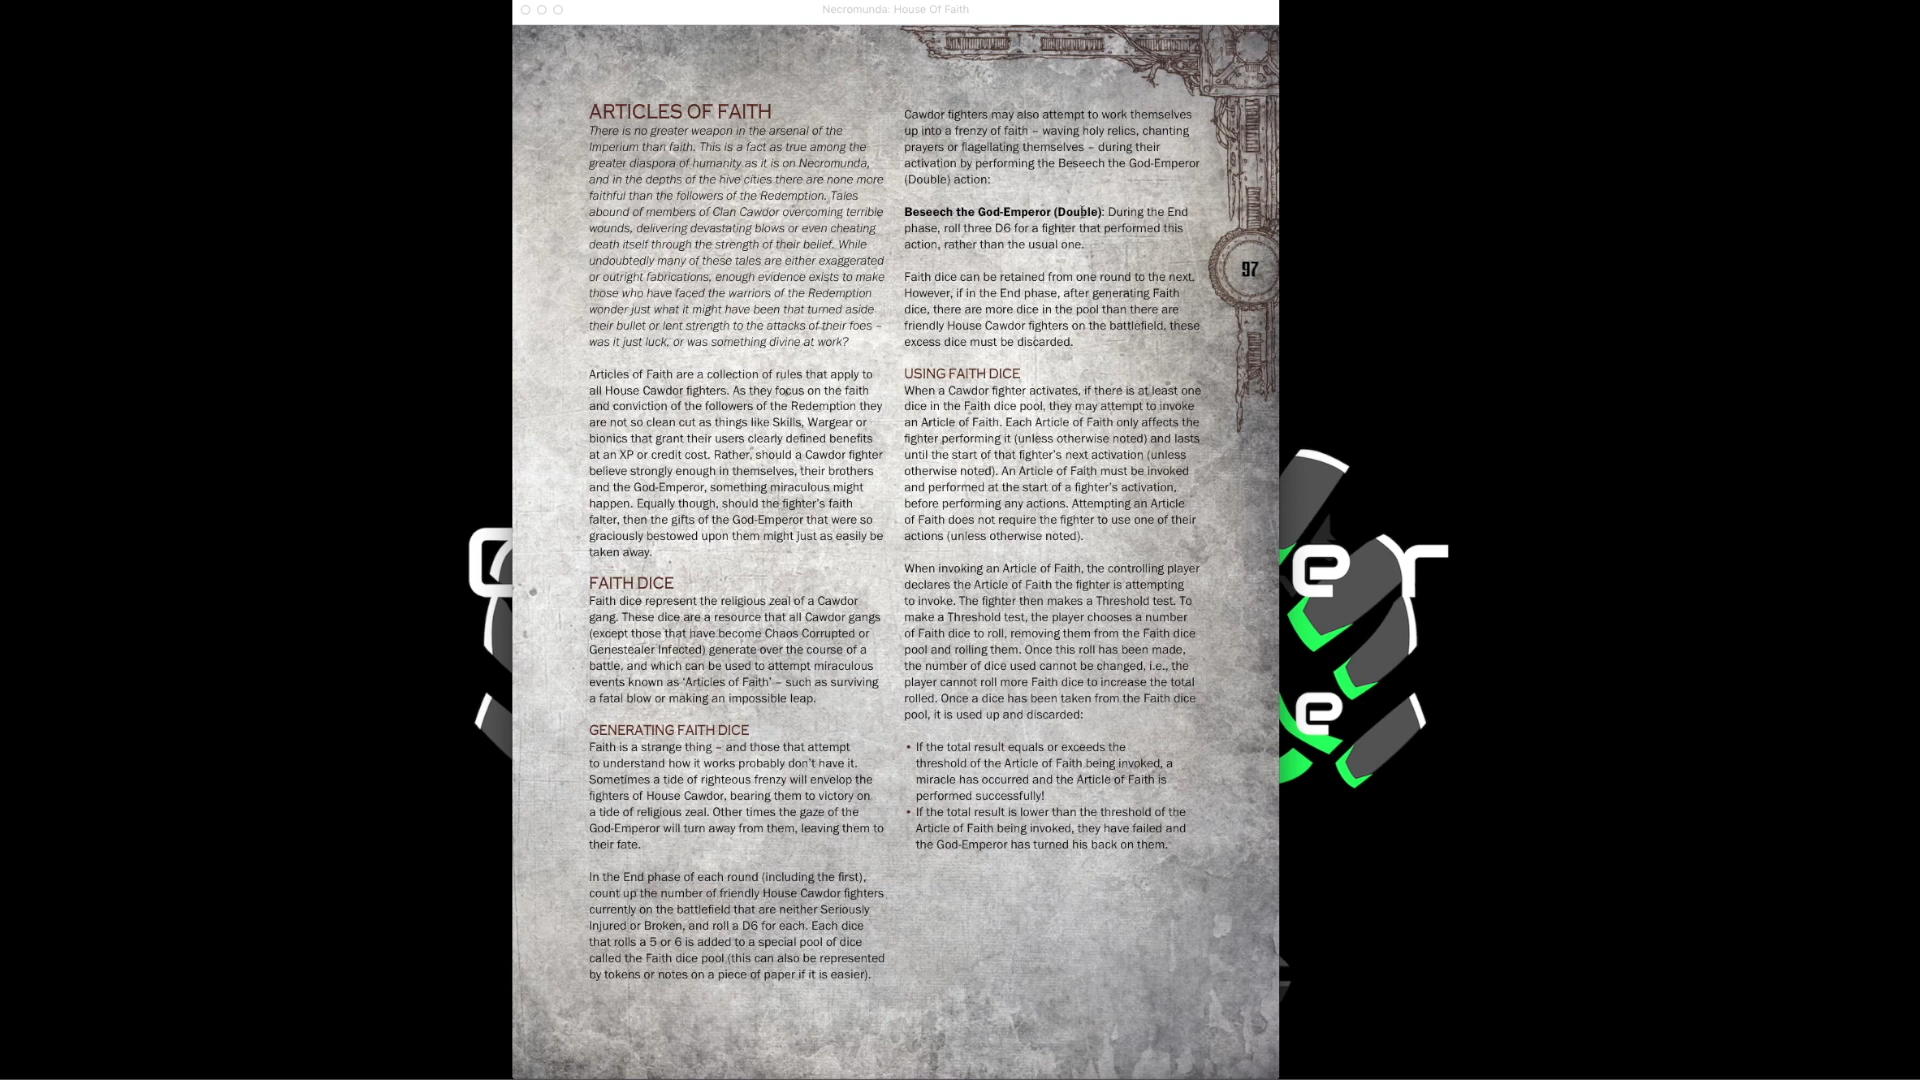 Necromunda: House Of Faith
ARTICLES OF FAITH
There is no greater weapon in the arsenal of the
Imperium than faith. This is a fact as true among the
greater diaspora of humanity as it is on Necromunda,
and in the depths of the hive cities there are none more
faithful than the followers of the Redemption. Tales
abound of members of Clan Cawdor overcoming terrible
wounds, delivering devastating blows or even cheating
death itself through the strength of their belief. While
undoubtedly many of these tales are either exaggerated
or outright fabrications, enough evidence exists to make
those who have faced the warriors of the Redemption
wonder just what it might have been that turned aside
their bullet or lent strength to the attacks of their foes –
was it just luck, or was something divine at work?
Articles of Faith are a collection of rules that apply to
all House Cawdor fighters. As they focus on the faith
and conviction of the followers of the Redemption they
are not so clean cut as things like Skills, Wargear or
bionics that grant their users clearly defined benefits
at an XP or credit cost. Rather, should a Cawdor fighter
believe strongly enough in themselves, their brothers
and the God-Emperor, something miraculous might
happen. Equally though, should the fighter's faith
falter, then the gifts of the God-Emperor that were so
graciously bestowed upon them might just as easily be
taken away.
FAITH DICE
Faith dice represent the religious zeal of a Cawdor
gang. These dice are a resource that all Cawdor gangs
(except those that have become Chaos Corrupted or
Genestealer Infected) generate over the course of a
battle, and which can be used to attempt miraculous
events known as 'Articles of Faith' – such as surviving
a fatal blow or making an impossible leap.
GENERATING FAITH DICE
Faith is a strange thing – and those that attempt
to understand how it works probably don't have it.
Sometimes a tide of righteous frenzy will envelop the
fighters of House Cawdor, bearing them to victory on
a tide of religious zeal. Other times the gaze of the
God-Emperor will turn away from them, leaving them to
their fate.
In the End phase of each round (including the first),
count up the number of friendly House Cawdor fighters
currently on the battlefield that are neither Seriously
Injured or Broken, and roll a D6 for each. Each dice
that rolls a 5 or 6 is added to a special pool of dice
called the Faith dice pool (this can also be represented
by tokens or notes on a piece of paper if it is easier).
Cawdor fighters may also attempt to work themselves
up into a frenzy of faith – waving holy relics, chanting
prayers or flagellating themselves – during their
activation by performing the Beseech the God-Emperor
(Double) action:
Beseech the God-Emperor (Double): During the End
phase, roll three D6 for a fighter that performed this
action, rather than the usual one.
Faith dice can be retained from one round to the next.
However, if in the End phase, after generating Faith
dice, there are more dice in the pool than there are
friendly House Cawdor fighters on the battlefield, these
excess dice must be discarded.
USING FAITH DICE
When a Cawdor fighter activates, if there is at least one
dice in the Faith dice pool, they may attempt to invoke
an Article of Faith. Each Article of Faith only affects the
fighter performing it (unless otherwise noted) and lasts
until the start of that fighter's next activation (unless
otherwise noted). An Article of Faith must be invoked
and performed at the start of a fighter's activation,
before performing any actions. Attempting an Article
of Faith does not require the fighter to use one of their
actions (unless otherwise noted).
When invoking an Article of Faith, the controlling player
declares the Article of Faith the fighter is attempting
to invoke. The fighter then makes a Threshold test. To
make a Threshold test, the player chooses a number
of Faith dice to roll, removing them from the Faith dice
pool and rolling them. Once this roll has been made,
the number of dice used cannot be changed, i.e., the
player cannot roll more Faith dice to increase the total
rolled. Once a dice has been taken from the Faith dice
pool, it is used up and discarded:
• If the total result equals or exceeds the
threshold of the Article of Faith being invoked, a
miracle has occurred and the Article of Faith is
performed successfully!
• If the total result is lower than the threshold of the
Article of Faith being invoked, they have failed and
the God-Emperor has turned his back on them.
97
er
e